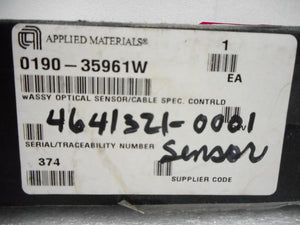 APPLIED MATERIALS® 1
0190-35961W EA
wASSY OPTICAL SENSOR/CABLE SPEC. CONTRLD
4641321-0001
SERIAL/TRACEABILITY NUMBER sensor
374 SUPPLIER CODE